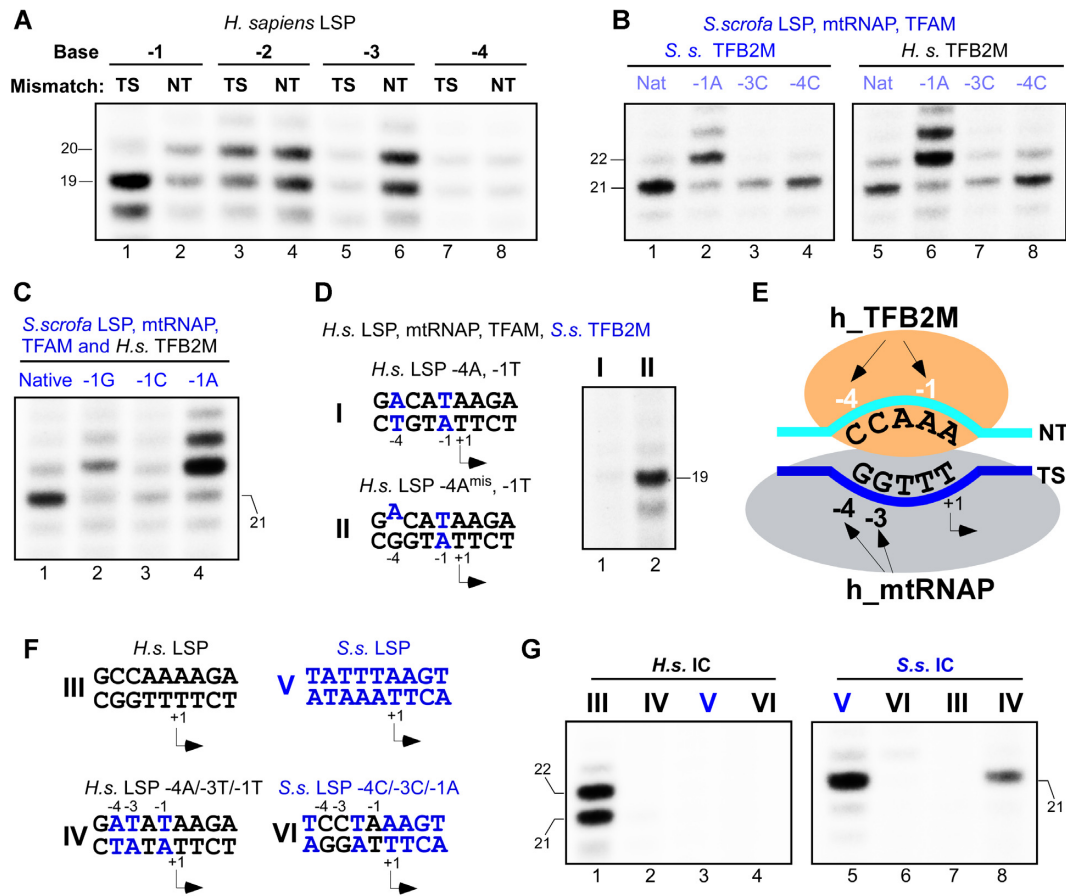 A
H. sapiens LSP
Base -1 -2 -3 -4
Mismatch: TS NT TS NT TS NT TS NT
20
19
1 2 3 4 5 6 7 8
B
S.scrofa LSP, mtRNAP, TFAM
S. s. TFB2M H. s. TFB2M
Nat -1A -3C -4C Nat -1A -3C -4C
22
21
1 2 3 4 5 6 7 8
C
S.scrofa LSP, mtRNAP,
TFAM and H.s. TFB2M
Native -1G -1C -1A
21
1 2 3 4
D
H.s. LSP, mtRNAP, TFAM, S.s. TFB2M
H.s. LSP -4A, -1T
I
GACATAAGA
CTGTATTCT
-4 -1 +1
H.s. LSP -4Amis, -1T
II
GACATAAGA
CGGTATTCT
-4 -1 +1
I II
19
1 2
E
h_TFB2M
-4 -1
CCAAA
NT
GGTTT
TS
-4 -3 +1
h_mtRNAP
F
H.s. LSP
III
GCCAAAAGA
CGGTTTTCT
+1
S.s. LSP
V
TATTTAAGT
ATAAATTCA
+1
H.s. LSP -4A/-3T/-1T
-4 -3 -1
IV
GATATAAGA
CTATATTCT
+1
S.s. LSP -4C/-3C/-1A
-4 -3 -1
VI
TCCTAAAGT
AGGATTTCA
+1
G
H.s. IC S.s. IC
III IV V VI V VI III IV
22
21
21
1 2 3 4 5 6 7 8